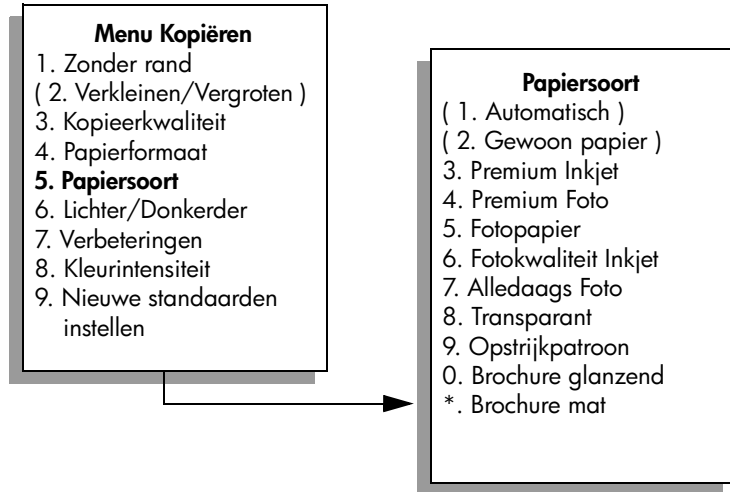 Menu Kopiëren
1. Zonder rand
( 2. Verkleinen/Vergroten )
3. Kopieerkwaliteit
4. Papierformaat
5. Papiersoort
6. Lichter/Donkerder
7. Verbeteringen
8. Kleurintensiteit
9. Nieuwe standaarden
instellen
Papiersoort
( 1. Automatisch )
( 2. Gewoon papier )
3. Premium Inkjet
4. Premium Foto
5. Fotopapier
6. Fotokwaliteit Inkjet
7. Alledaags Foto
8. Transparant
9. Opstrijkpatroon
0. Brochure glanzend
*. Brochure mat